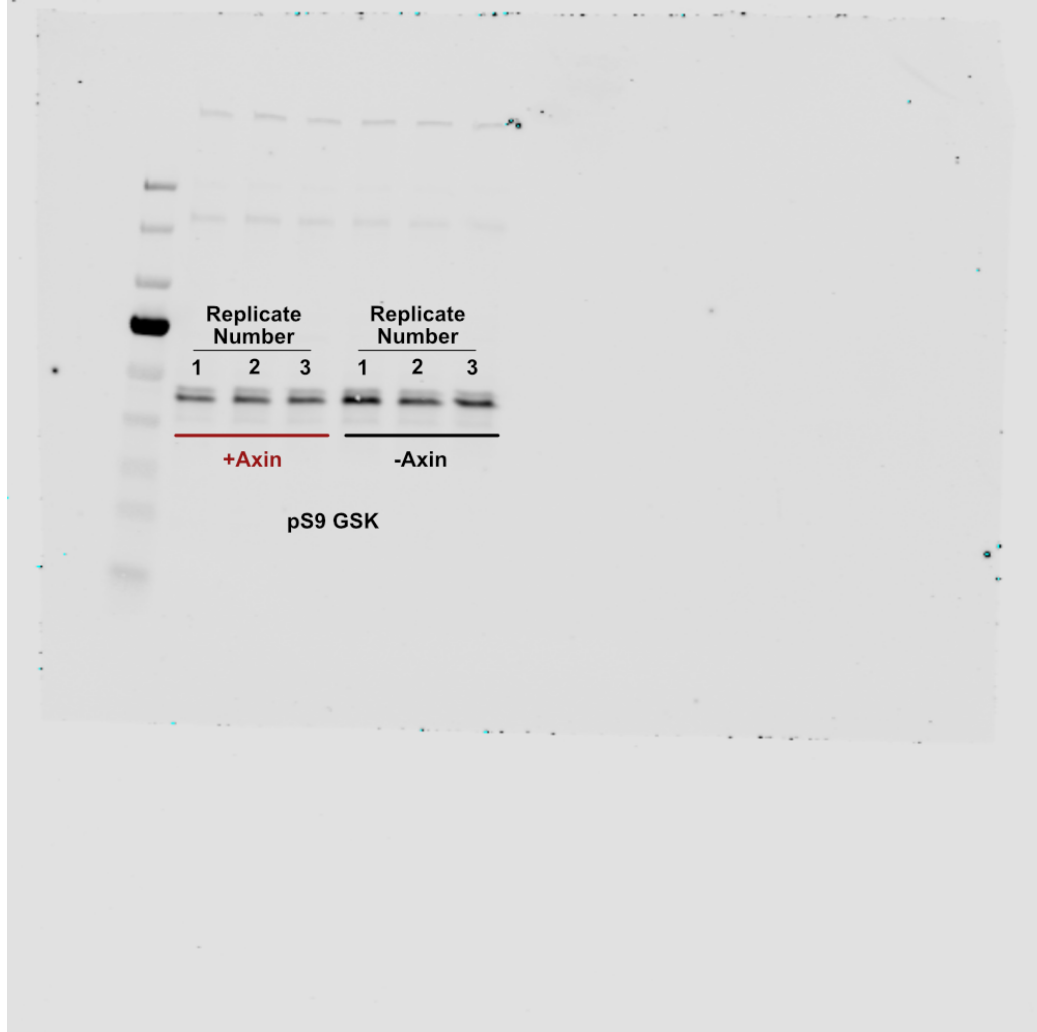 Replicate
Number
1 2 3
Replicate
Number
1 2 3
+Axin
-Axin
pS9 GSK